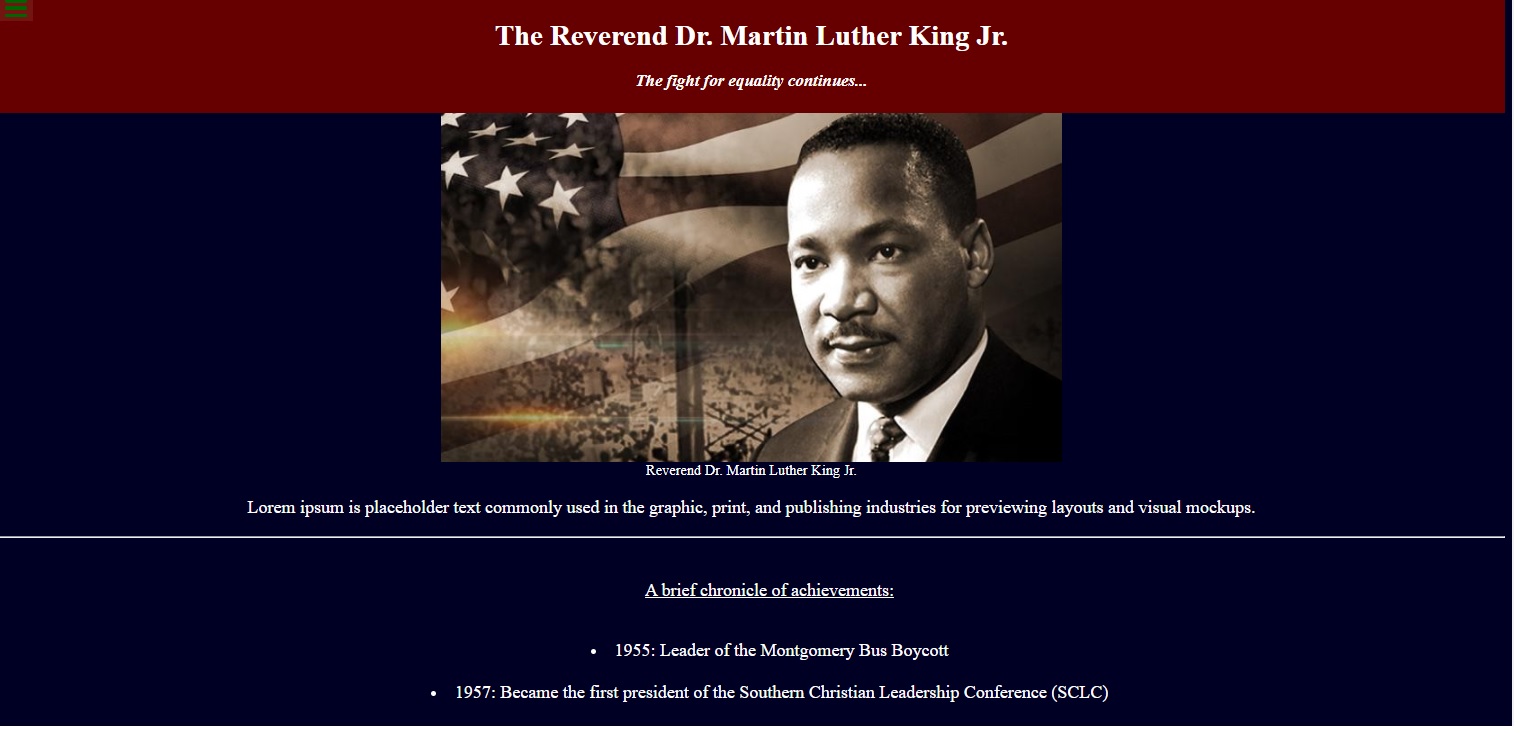 The Reverend Dr. Martin Luther King Jr.
The fight for equality continues...
Reverend Dr. Martin Luther King Jr.
Lorem ipsum is placeholder text commonly used in the graphic, print, and publishing industries for previewing layouts and visual mockups.
A brief chronicle of achievements:
• 1955: Leader of the Montgomery Bus Boycott
• 1957: Became the first president of the Southern Christian Leadership Conference (SCLC)